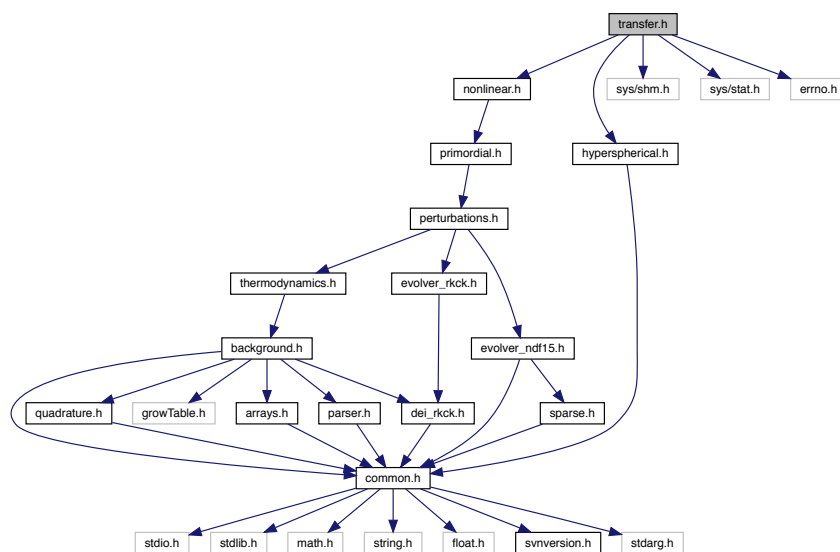 transfer.h
nonlinear.h
sys/shm.h
sys/stat.h
errno.h
primordial.h
hyperspherical.h
perturbations.h
thermodynamics.h
evolver_rkck.h
background.h
evolver_ndf15.h
quadrature.h
growTable.h
arrays.h
parser.h
dei_rkck.h
sparse.h
common.h
stdio.h
stdlib.h
math.h
string.h
float.h
svnversion.h
stdarg.h